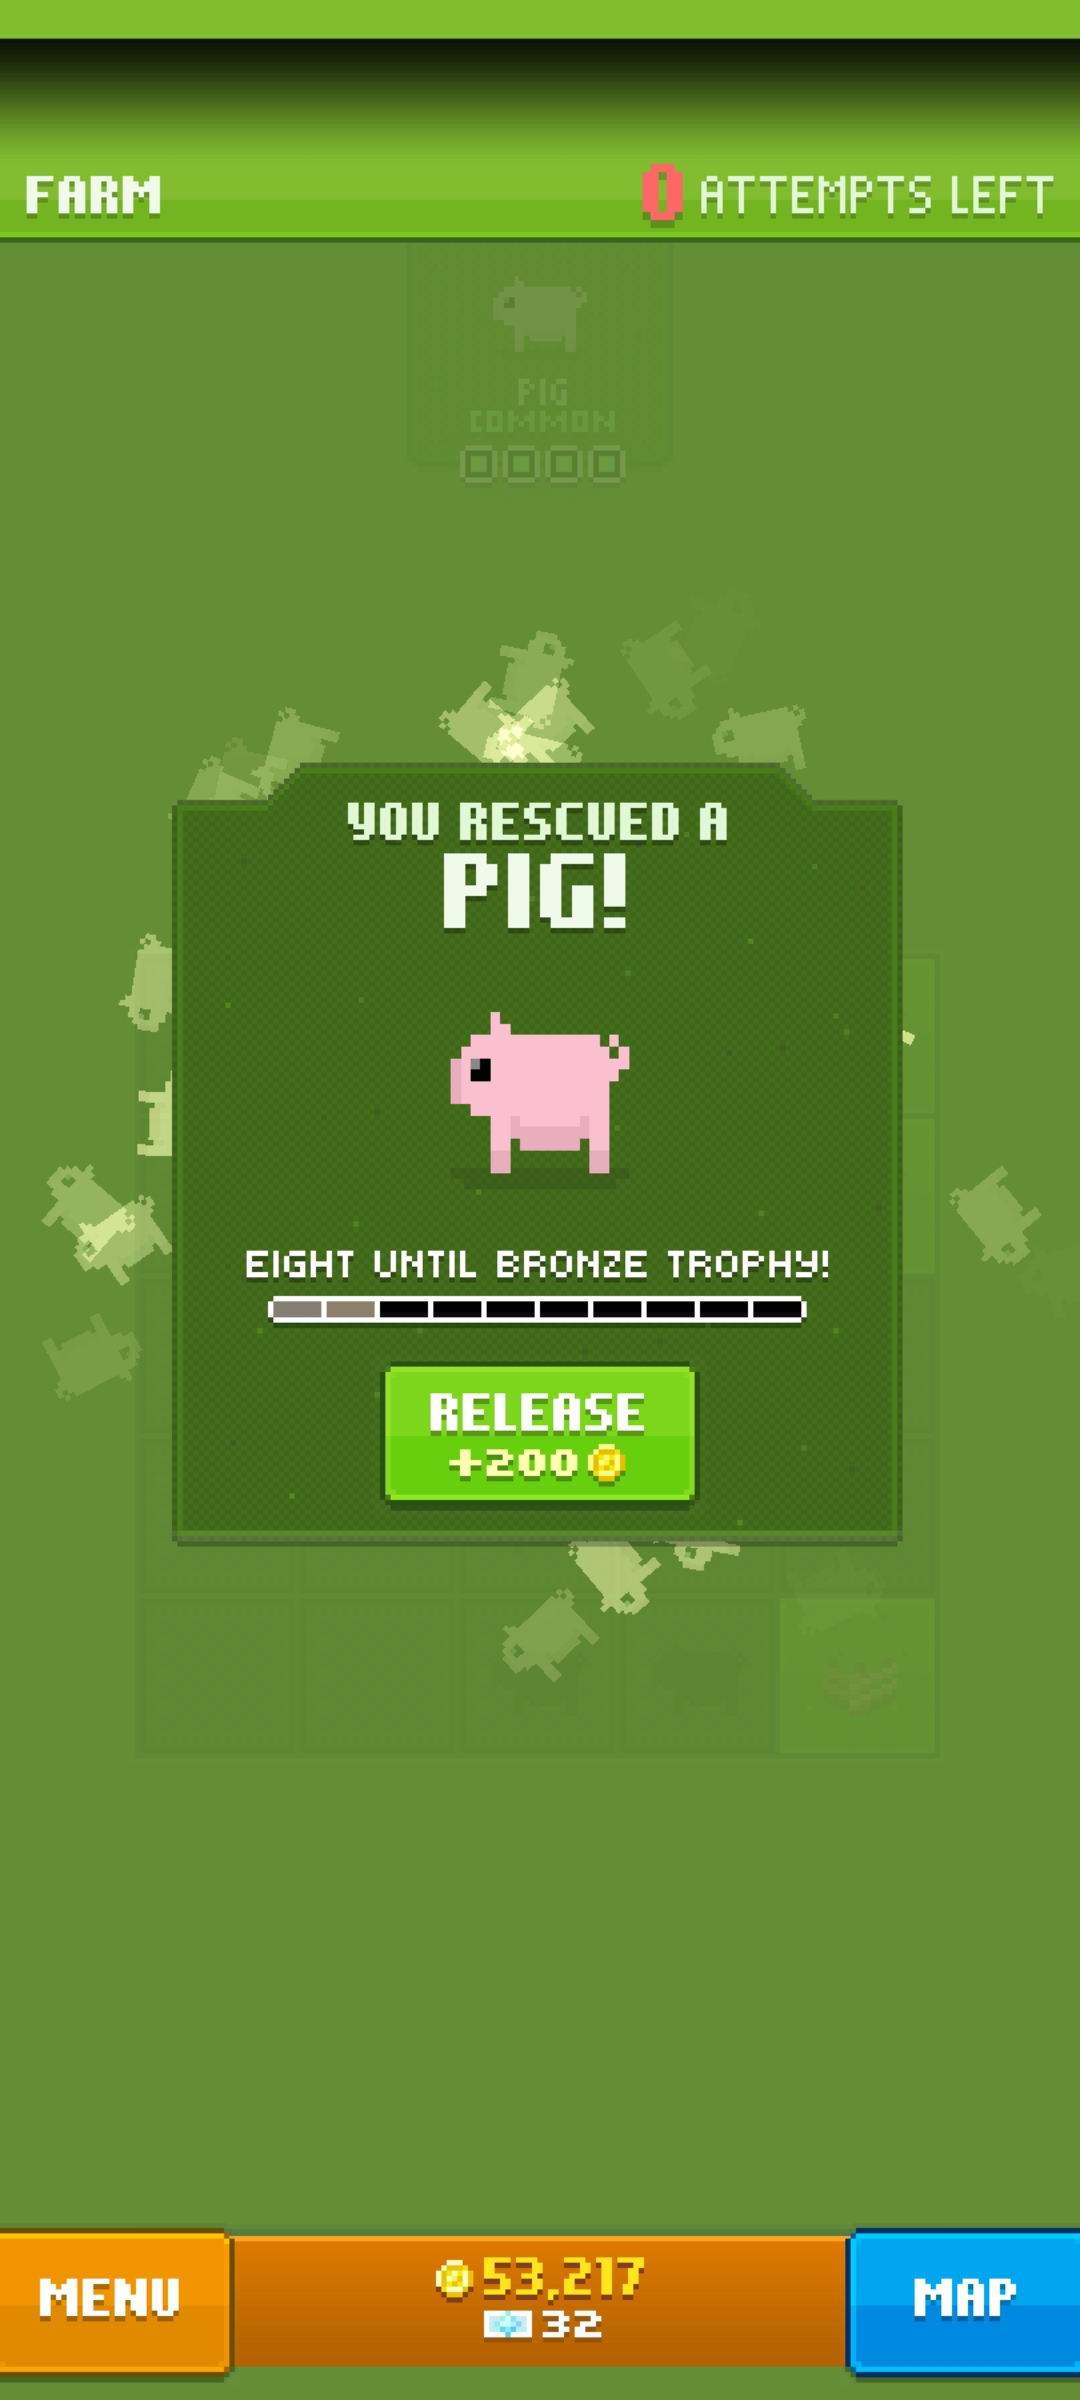 FARM
0 ATTEMPTS LEFT
PIG
COMMON
YOU RESCUED A
PIG!
EIGHT UNTIL BRONZE TROPHY!
RELEASE
+200
MENU
53,217
32
MAP